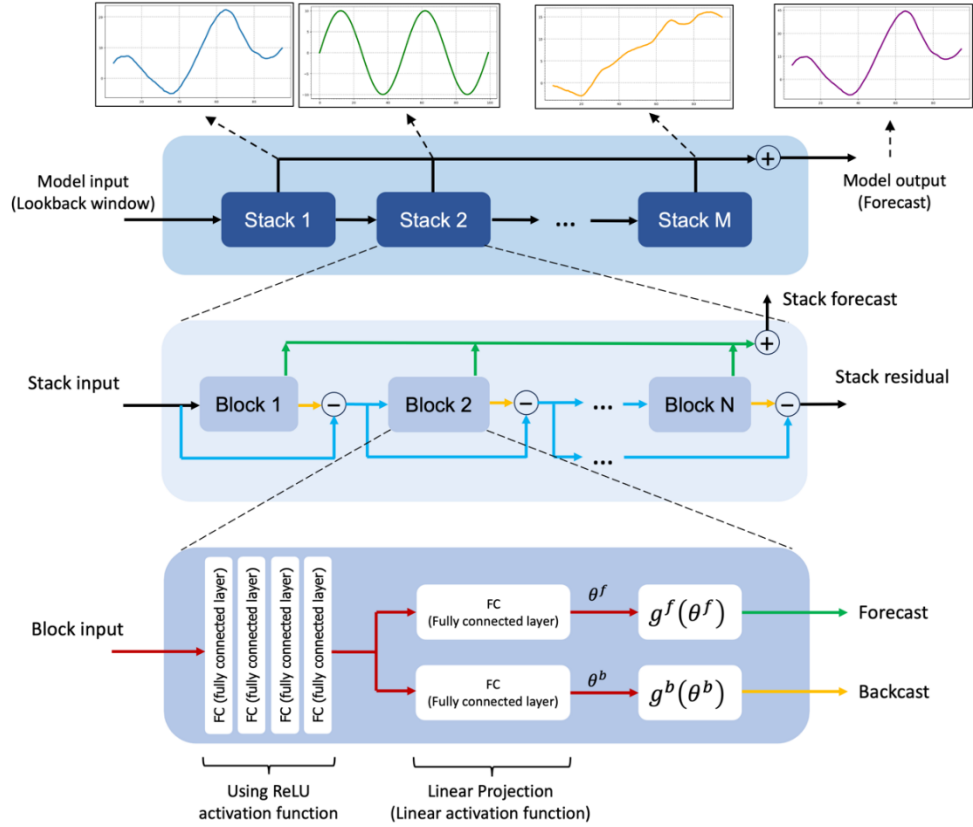 Model input
(Lookback window)
Stack 1
Stack 2
...
Stack M
+
Model output
(Forecast)
Stack forecast
+
Stack input
Block 1
−
Block 2
−
...
Block N
−
Stack residual
...
Block input
FC (fully connected layer)
FC (fully connected layer)
FC (fully connected layer)
FC (fully connected layer)
FC
(Fully connected layer)
θ^f
g^f(θ^f)
Forecast
FC
(Fully connected layer)
θ^b
g^b(θ^b)
Backcast
Using ReLU
activation function
Linear Projection
(Linear activation function)